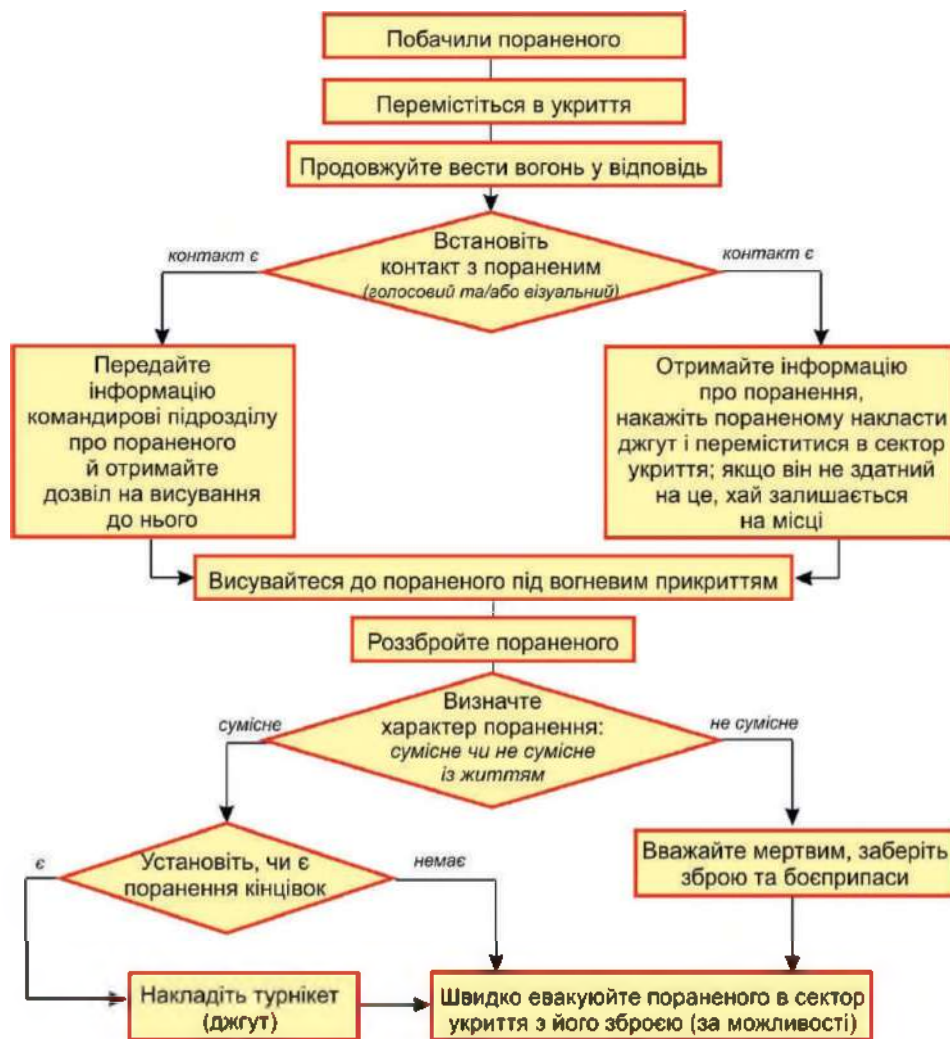 Побачили пораненого
Перемістіться в укриття
Продовжуйте вести вогонь у відповідь
контакт є
Встановіть
контакт з пораненим
(голосовий та/або візуальний)
контакт є
Передайте
інформацію
командирові підрозділу
про пораненого
й отримайте
дозвіл на висування
до нього
Отримайте інформацію
про поранення,
накажіть пораненому накласти
джгут і переміститися в сектор
укриття; якщо він не здатний
на це, хай залишається
на місці
Висувайтеся до пораненого під вогневим прикриттям
Роззбройте пораненого
сумісне
Визначте
характер поранення:
сумісне чи не сумісне
із життям
не сумісне
є
Установіть, чи є
поранення кінцівок
немає
Вважайте мертвим, заберіть
зброю та боєприпаси
Накладіть турнікет
(джгут)
Швидко евакуюйте пораненого в сектор
укриття з його зброєю (за можливості)